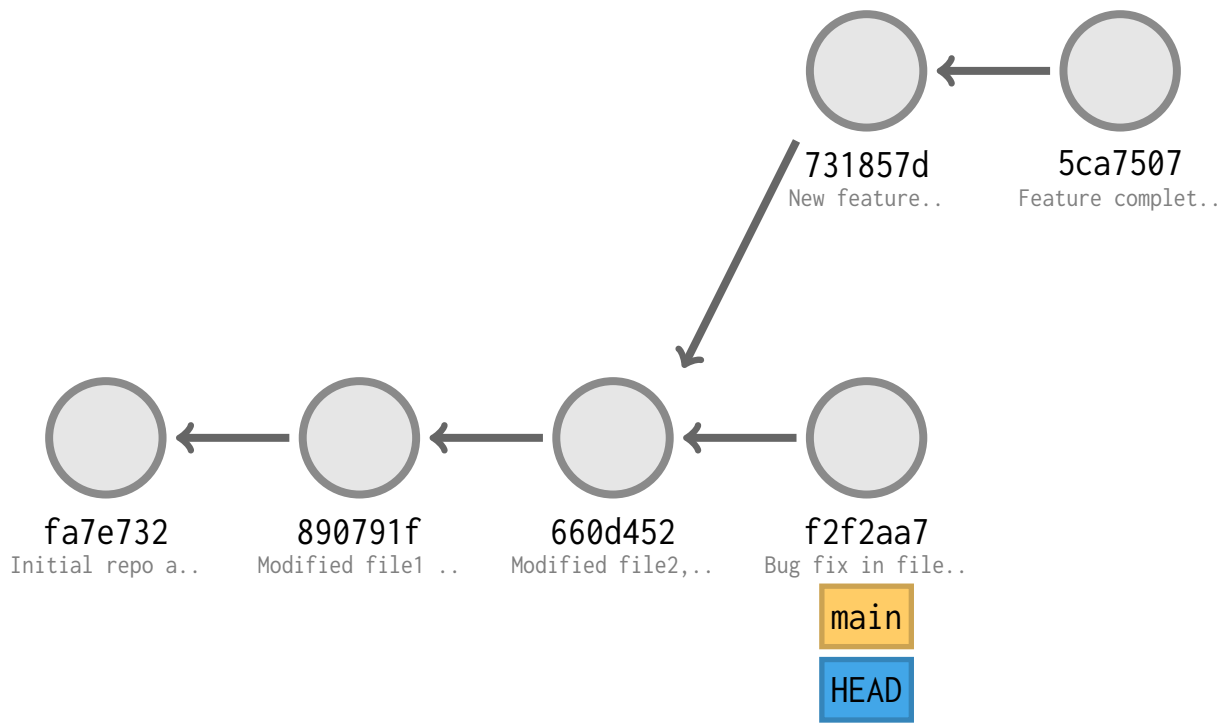 731857d
New feature..
5ca7507
Feature complet..
fa7e732
Initial repo a..
890791f
Modified file1 ..
660d452
Modified file2,..
f2f2aa7
Bug fix in file..
main
HEAD